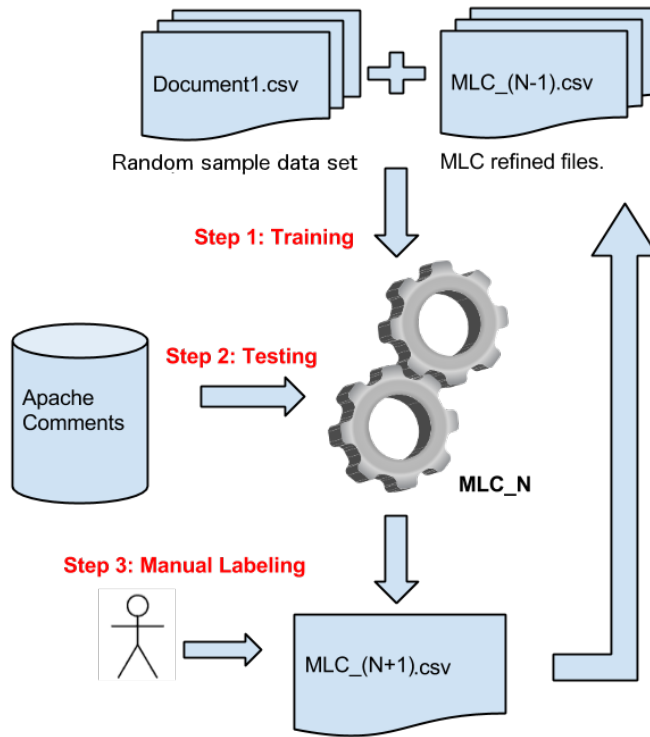 Document1.csv
MLC_(N-1).csv
Random sample data set
MLC refined files.
Step 1: Training
Step 2: Testing
Apache
Comments
MLC_N
Step 3: Manual Labeling
MLC_(N+1).csv